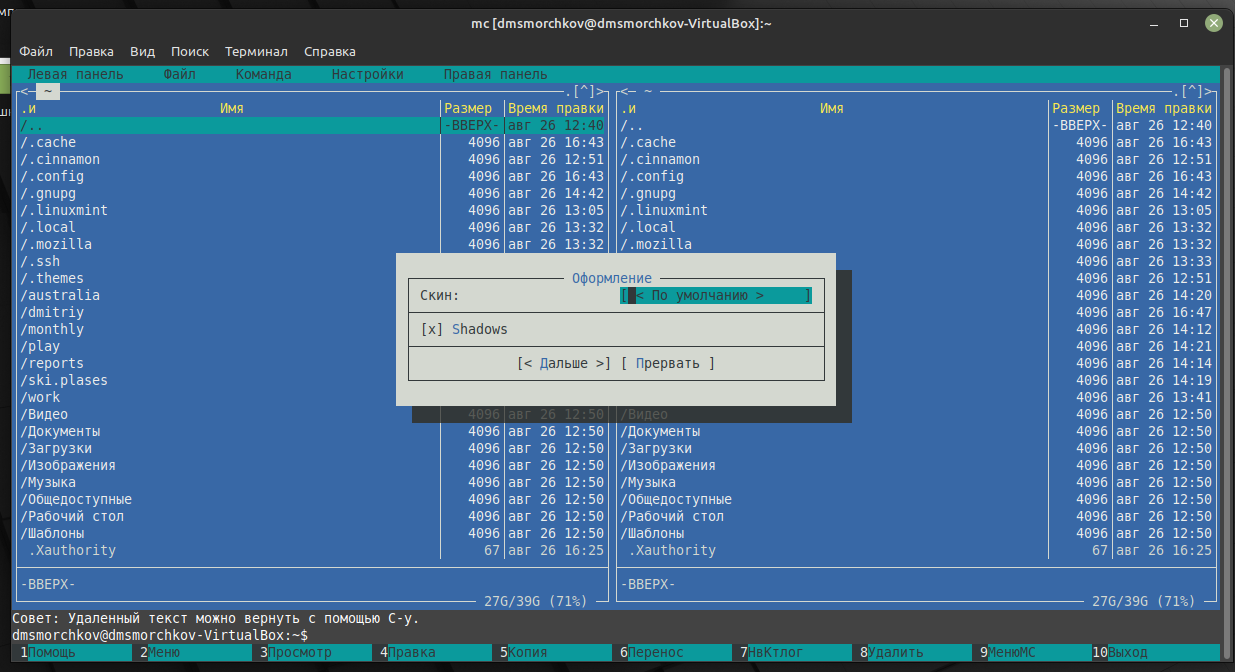 мп
mc [dmsmorchkov@dmsmorchkov-VirtualBox]:~
Файл Правка Вид Поиск Терминал Справка
Левая панель Файл Команда Настройки Правая панель
<─ ~ ─.[^]> <─ ~ ─.[^]>
.и Имя Размер Время правки .и Имя Размер Время правки
/.. -ВВЕРХ- авг 26 12:40 /.. -ВВЕРХ- авг 26 12:40
/.cache 4096 авг 26 16:43 /.cache 4096 авг 26 16:43
/.cinnamon 4096 авг 26 12:51 /.cinnamon 4096 авг 26 12:51
/.config 4096 авг 26 16:43 /.config 4096 авг 26 16:43
/.gnupg 4096 авг 26 14:42 /.gnupg 4096 авг 26 14:42
/.linuxmint 4096 авг 26 13:05 /.linuxmint 4096 авг 26 13:05
/.local 4096 авг 26 13:32 /.local 4096 авг 26 13:32
/.mozilla 4096 авг 26 13:32 /.mozilla 4096 авг 26 13:32
/.ssh 4096 авг 26 13:33
/.themes Оформление 4096 авг 26 12:51
/australia Скин: [< По умолчанию > ] 4096 авг 26 14:20
/dmitriy 4096 авг 26 16:47
/monthly [x] Shadows 4096 авг 26 14:12
/play 4096 авг 26 14:21
/reports [< Дальше >] [ Прервать ] 4096 авг 26 14:14
/ski.plases 4096 авг 26 14:19
/work 4096 авг 26 13:41
/Видео 4096 авг 26 12:50 /Видео 4096 авг 26 12:50
/Документы 4096 авг 26 12:50 /Документы 4096 авг 26 12:50
/Загрузки 4096 авг 26 12:50 /Загрузки 4096 авг 26 12:50
/Изображения 4096 авг 26 12:50 /Изображения 4096 авг 26 12:50
/Музыка 4096 авг 26 12:50 /Музыка 4096 авг 26 12:50
/Общедоступные 4096 авг 26 12:50 /Общедоступные 4096 авг 26 12:50
/Рабочий стол 4096 авг 26 12:50 /Рабочий стол 4096 авг 26 12:50
/Шаблоны 4096 авг 26 12:50 /Шаблоны 4096 авг 26 12:50
.Xauthority 67 авг 26 16:25 .Xauthority 67 авг 26 16:25
-ВВЕРХ- -ВВЕРХ-
27G/39G (71%) 27G/39G (71%)
Совет: Удаленный текст можно вернуть с помощью C-y.
dmsmorchkov@dmsmorchkov-VirtualBox:~$
1Помощь 2Меню 3Просмотр 4Правка 5Копия 6Перенос 7НвКтлог 8Удалить 9МенюМС 10Выход